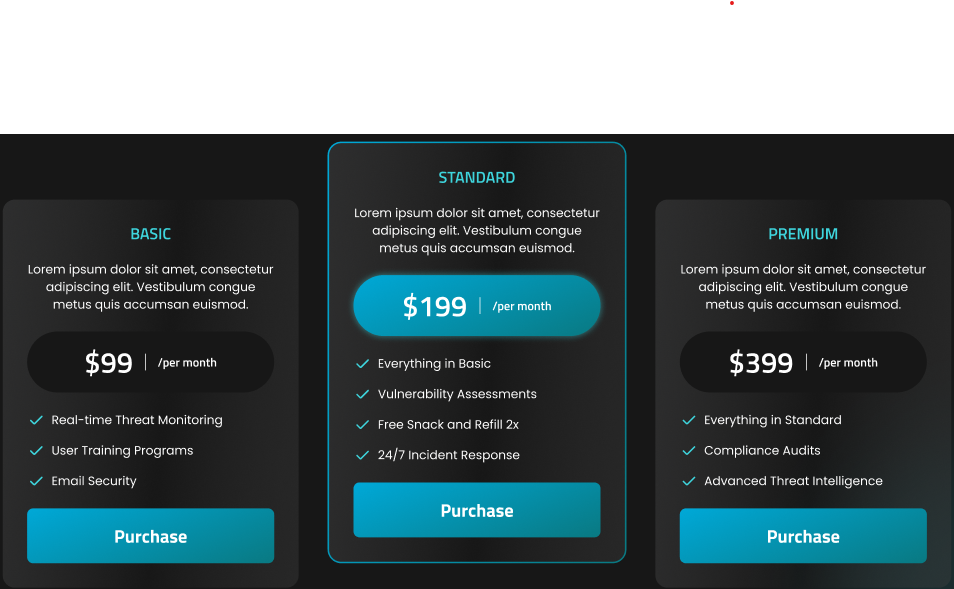 BASIC
Lorem ipsum dolor sit amet, consectetur
adipiscing elit. Vestibulum congue
metus quis accumsan euismod.
$99 | /per month
Real-time Threat Monitoring
User Training Programs
Email Security
Purchase
STANDARD
Lorem ipsum dolor sit amet, consectetur
adipiscing elit. Vestibulum congue
metus quis accumsan euismod.
$199 | /per month
Everything in Basic
Vulnerability Assessments
Free Snack and Refill 2x
24/7 Incident Response
Purchase
PREMIUM
Lorem ipsum dolor sit amet, consectetur
adipiscing elit. Vestibulum congue
metus quis accumsan euismod.
$399 | /per month
Everything in Standard
Compliance Audits
Advanced Threat Intelligence
Purchase